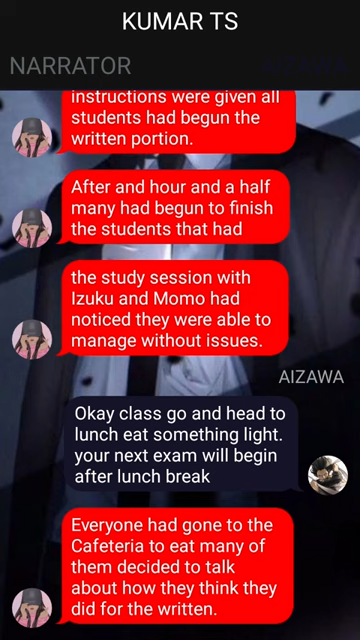 KUMAR TS
NARRATOR
instructions were given all
students had begun the
written portion.
After and hour and a half
many had begun to finish
the students that had
the study session with
Izuku and Momo had
noticed they were able to
manage without issues.
AIZAWA
Okay class go and head to
lunch eat something light.
your next exam will begin
after lunch break
Everyone had gone to the
Cafeteria to eat many of
them decided to talk
about how they think they
did for the written.